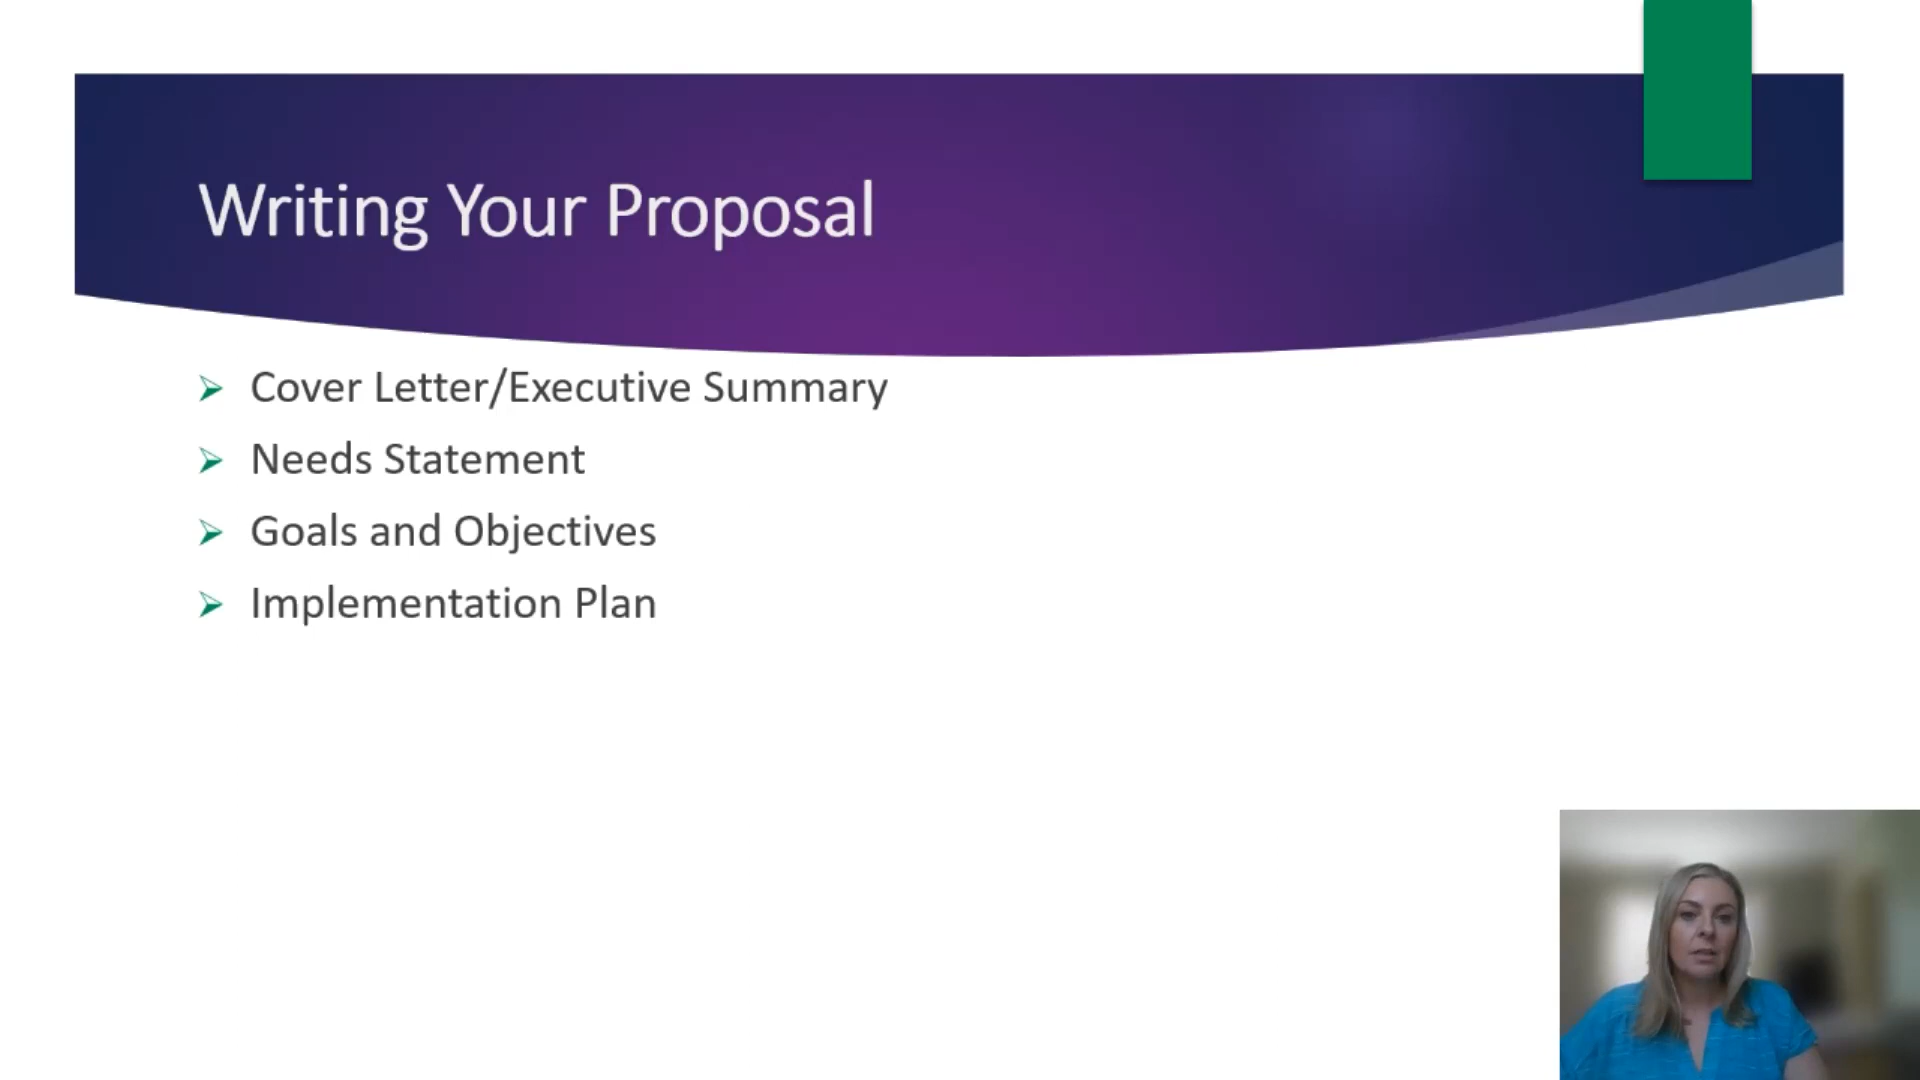 Writing Your Proposal
Cover Letter/Executive Summary
Needs Statement
Goals and Objectives
Implementation Plan